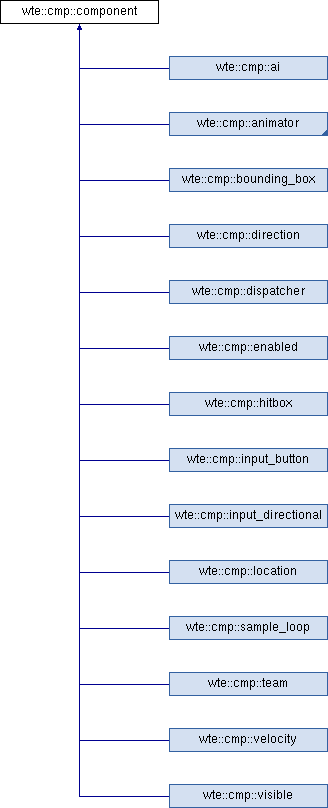 wte::cmp::component
wte::cmp::ai
wte::cmp::animator
wte::cmp::bounding_box
wte::cmp::direction
wte::cmp::dispatcher
wte::cmp::enabled
wte::cmp::hitbox
wte::cmp::input_button
wte::cmp::input_directional
wte::cmp::location
wte::cmp::sample_loop
wte::cmp::team
wte::cmp::velocity
wte::cmp::visible